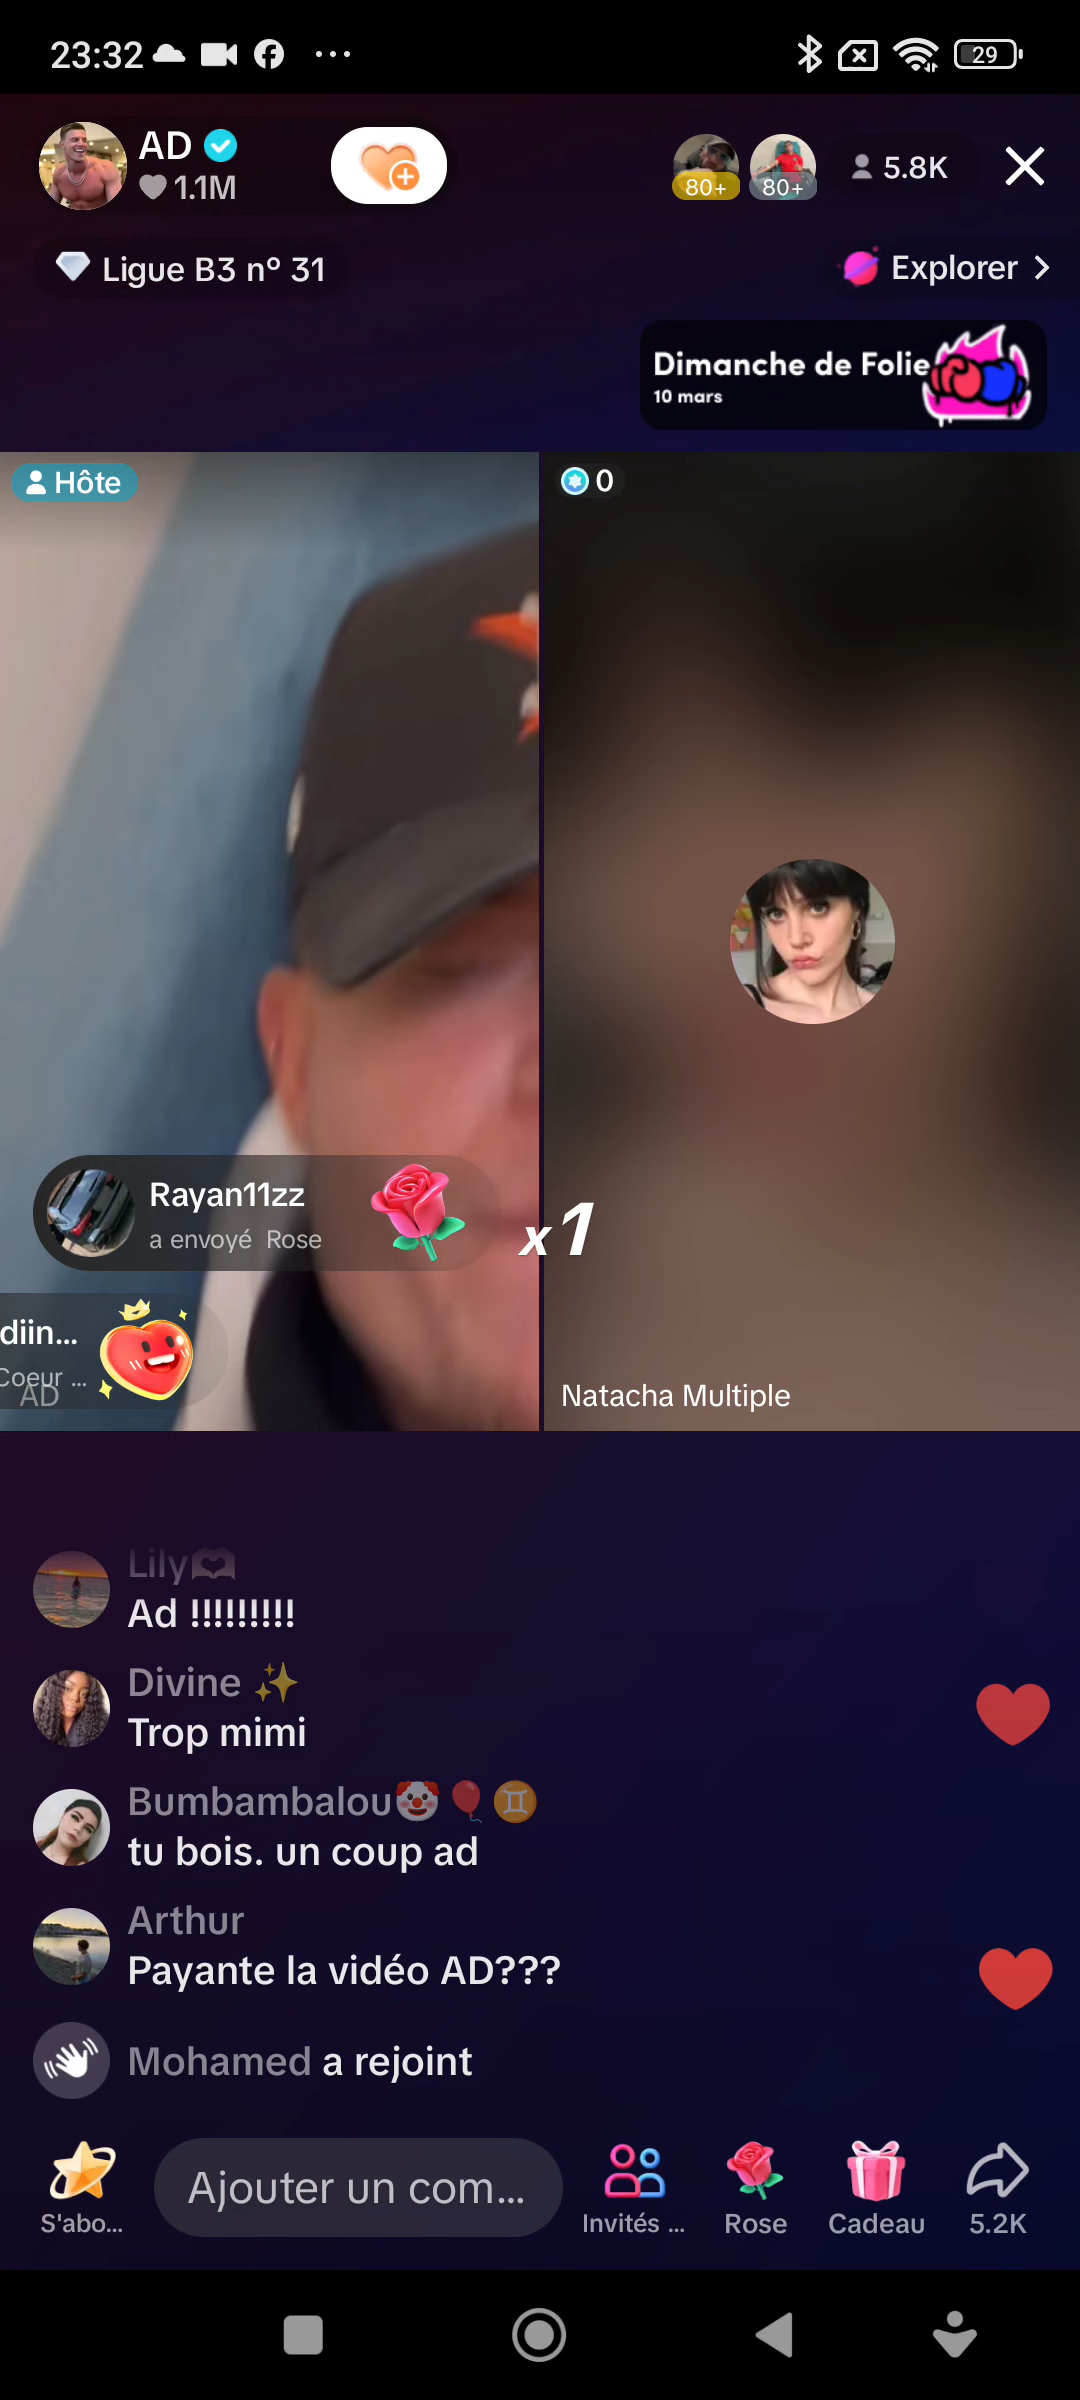 23:32
29
AD
1.1M
80+
80+
5.8K
Ligue B3 n° 31
Explorer
Dimanche de Folie
10 mars
Hôte
0
Rayan11zz
a envoyé Rose
x1
diin...
Coeur ...
AD
Natacha Multiple
Lily
Ad !!!!!!!!!
Divine
Trop mimi
Bumbambalou
tu bois. un coup ad
Arthur
Payante la vidéo AD???
Mohamed a rejoint
S'abo...
Ajouter un com...
Invités ...
Rose
Cadeau
5.2K